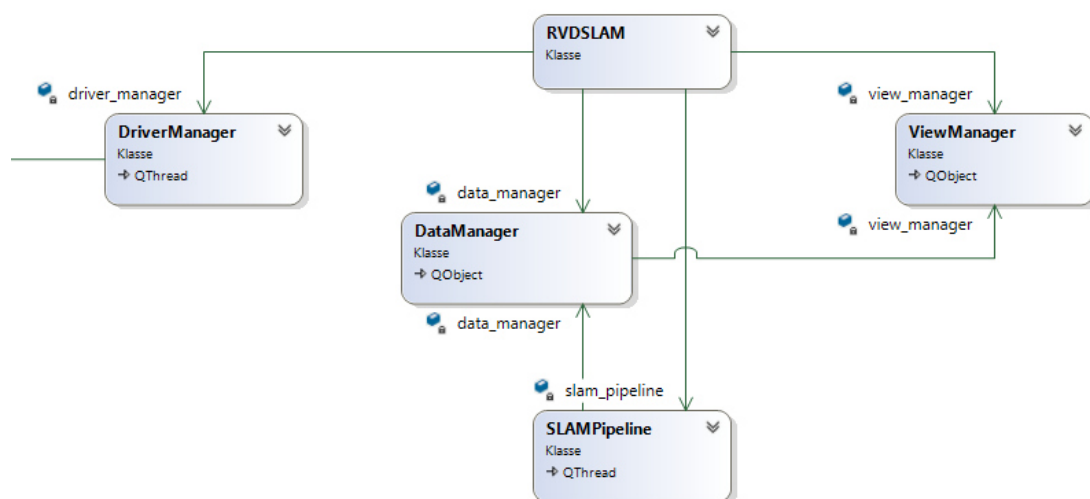 RVDSLAM
Klasse
driver_manager
view_manager
DriverManager
Klasse
QThread
ViewManager
Klasse
QObject
data_manager
DataManager
Klasse
QObject
view_manager
data_manager
slam_pipeline
SLAMPipeline
Klasse
QThread